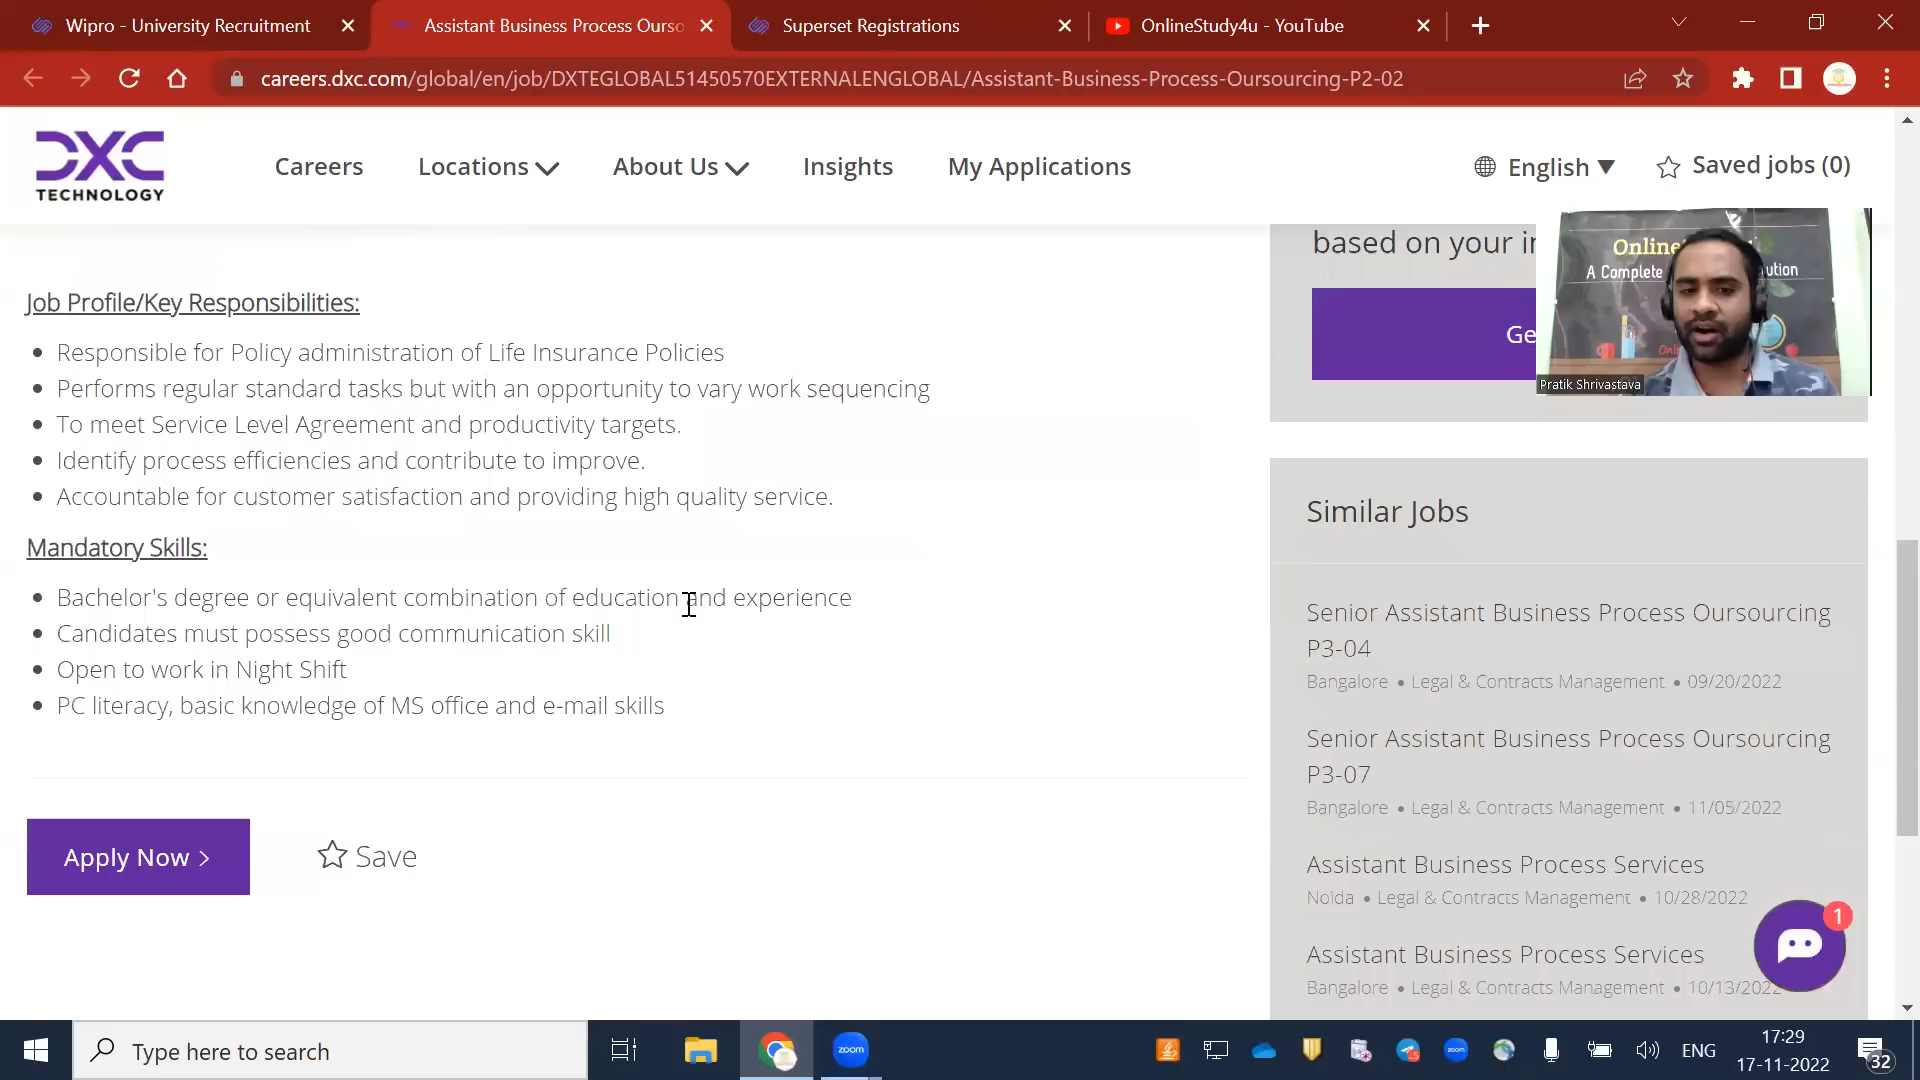 Wipro - University Recruitment
Assistant Business Process Ourso
Superset Registrations
OnlineStudy4u - YouTube
careers.dxc.com/global/en/job/DXTEGLOBAL51450570EXTERNALENGLOBAL/Assistant-Business-Process-Oursourcing-P2-02
DXC
TECHNOLOGY
Careers
Locations
About Us
Insights
My Applications
English
Saved jobs (0)
based on your in
Ge
Online
A Complete
ution
Pratik Shrivastava
Job Profile/Key Responsibilities:
Responsible for Policy administration of Life Insurance Policies
Performs regular standard tasks but with an opportunity to vary work sequencing
To meet Service Level Agreement and productivity targets.
Identify process efficiencies and contribute to improve.
Accountable for customer satisfaction and providing high quality service.
Mandatory Skills:
Bachelor's degree or equivalent combination of education and experience
Candidates must possess good communication skill
Open to work in Night Shift
PC literacy, basic knowledge of MS office and e-mail skills
Apply Now
Save
Similar Jobs
Senior Assistant Business Process Oursourcing
P3-04
Bangalore • Legal & Contracts Management • 09/20/2022
Senior Assistant Business Process Oursourcing
P3-07
Bangalore • Legal & Contracts Management • 11/05/2022
Assistant Business Process Services
Noida • Legal & Contracts Management • 10/28/2022
Assistant Business Process Services
Bangalore • Legal & Contracts Management • 10/13/2022
1
Type here to search
zoom
zoom
ENG
17:29
17-11-2022
32